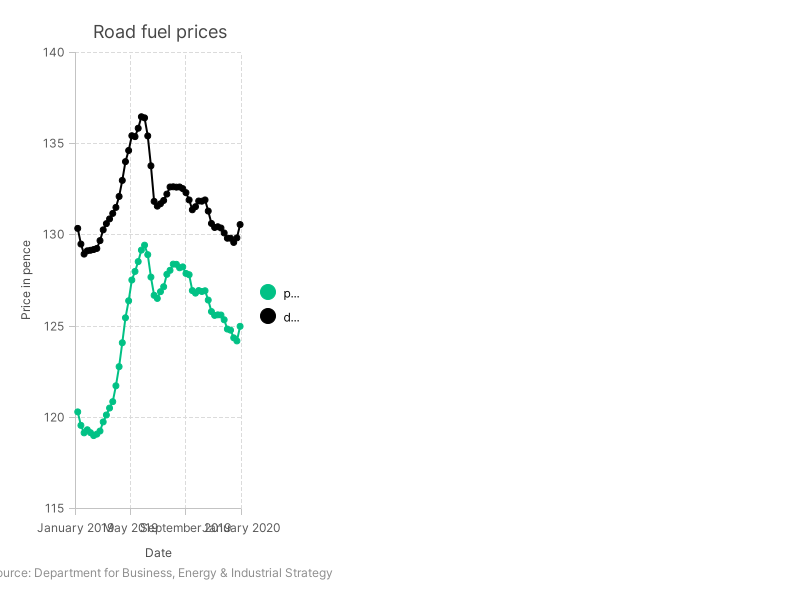 Road fuel prices
140
135
130
125
120
115
Price in pence
p...
d...
January 2019
May 2019
September 2019
January 2020
Date
ource: Department for Business, Energy & Industrial Strategy